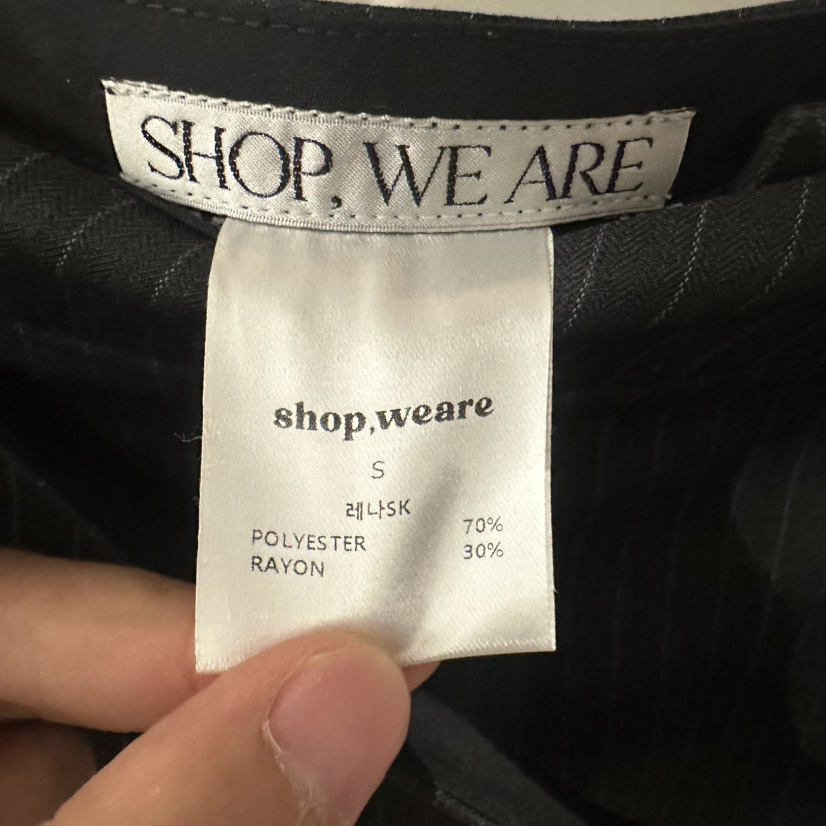 SHOP, WE ARE
shop,weare
S
레나SK
POLYESTER 70%
RAYON 30%